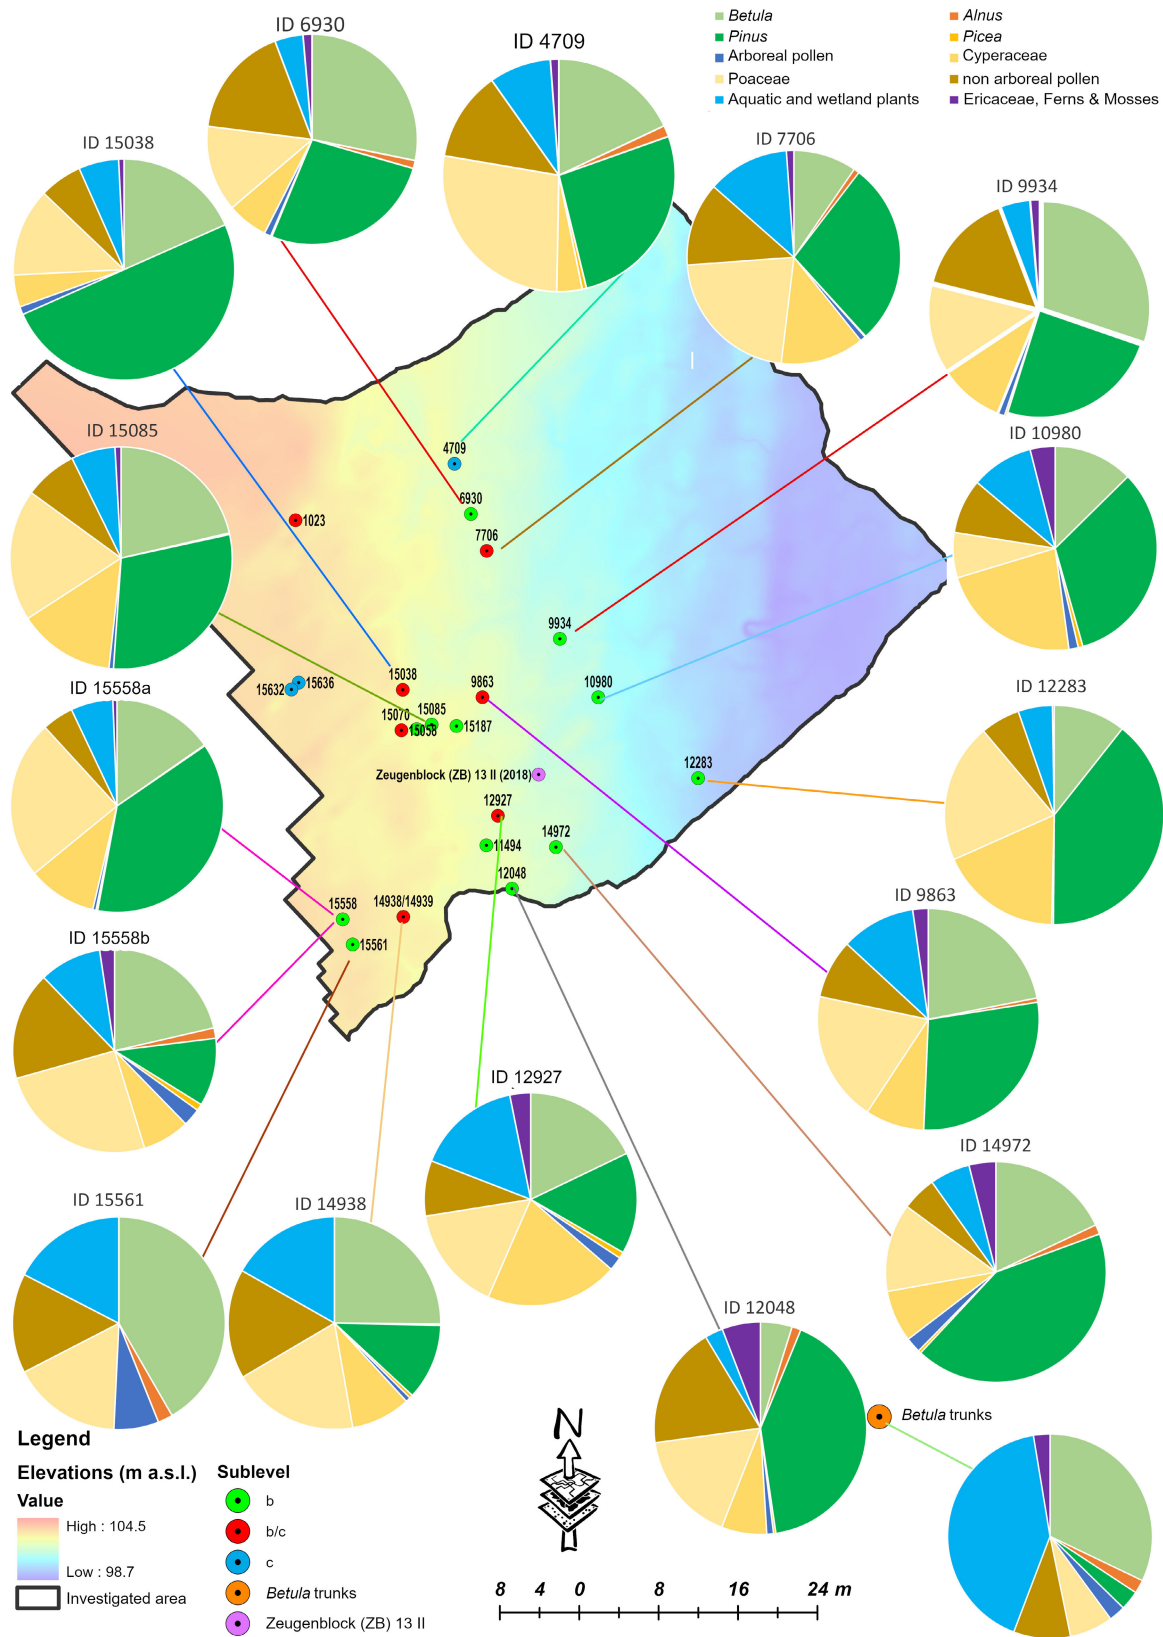 ID 6930
ID 4709
Betula
Alnus
Pinus
Picea
Arboreal pollen
Cyperaceae
Poaceae
non arboreal pollen
Aquatic and wetland plants
Ericaceae, Ferns & Mosses
ID 15038
ID 7706
ID 9934
ID 15085
ID 10980
4709
6930
1023
7706
9934
15038
9863
10980
15632
15636
15085
15070
15058
15187
ID 15558a
ID 12283
Zeugenblock (ZB) 13 II (2018)
12283
12927
11494
14972
12048
15558
14938/14939
15561
ID 9863
ID 15558b
ID 12927
ID 14972
ID 15561
ID 14938
ID 12048
Betula trunks
Legend
Elevations (m a.s.l.)
Value
High : 104.5
Low : 98.7
Investigated area
Sublevel
b
b/c
c
Betula trunks
Zeugenblock (ZB) 13 II
N
8 4 0 8 16 24 m